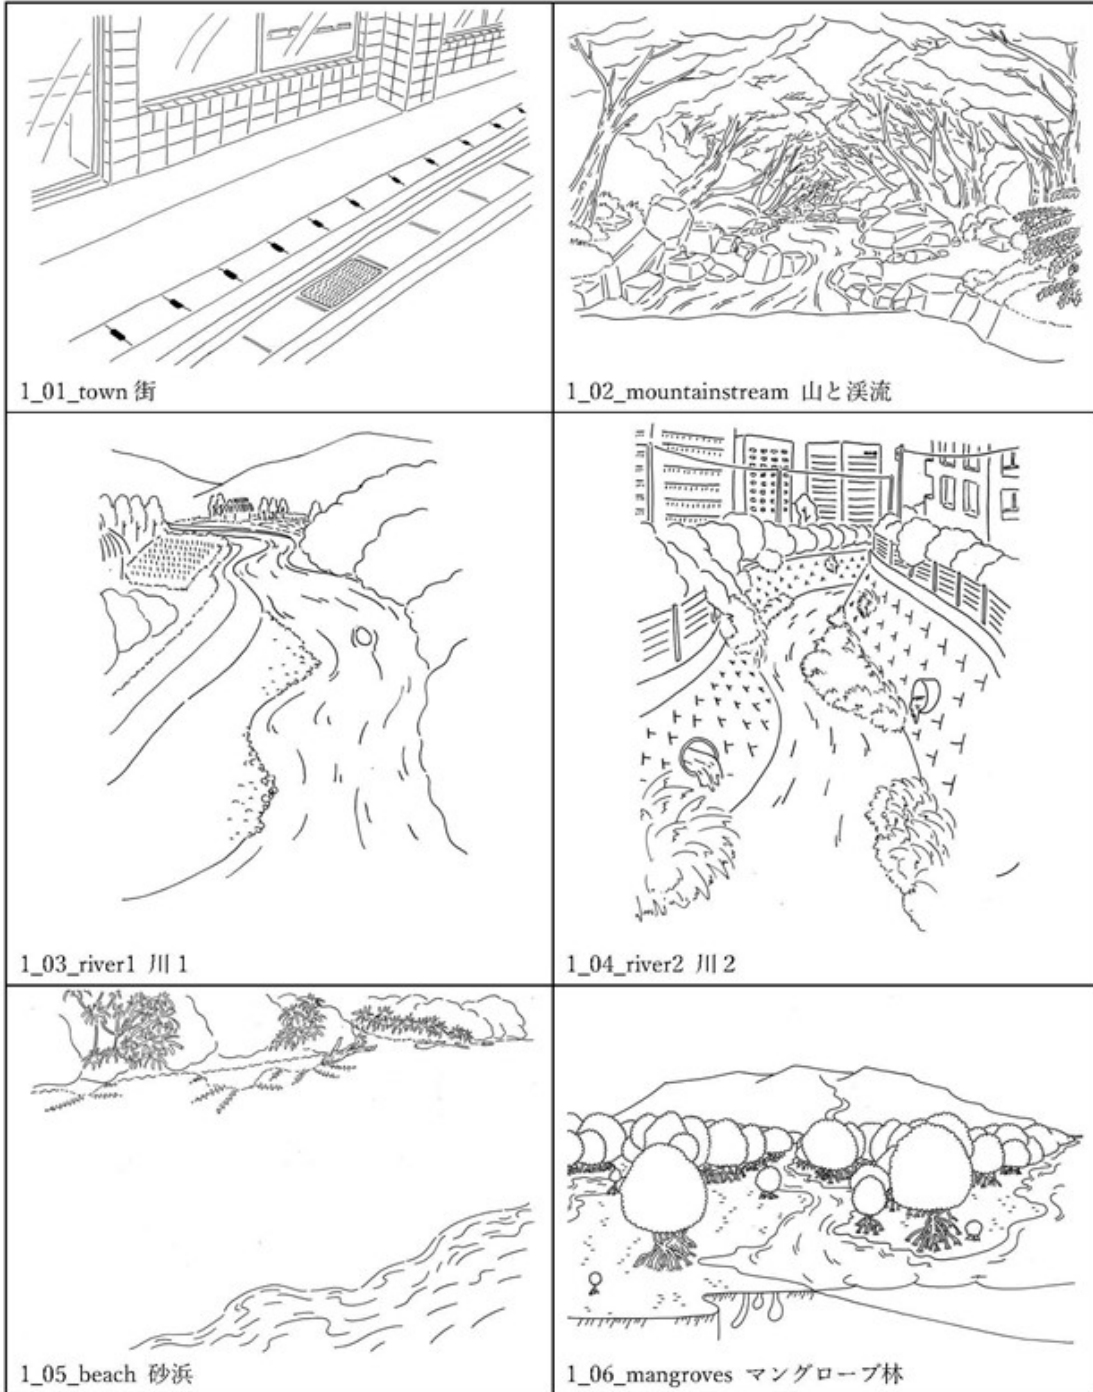 1_01_town 街
1_02_mountainstream 山と渓流
1_03_river1 川 1
1_04_river2 川 2
1_05_beach 砂浜
1_06_mangroves マングローブ林